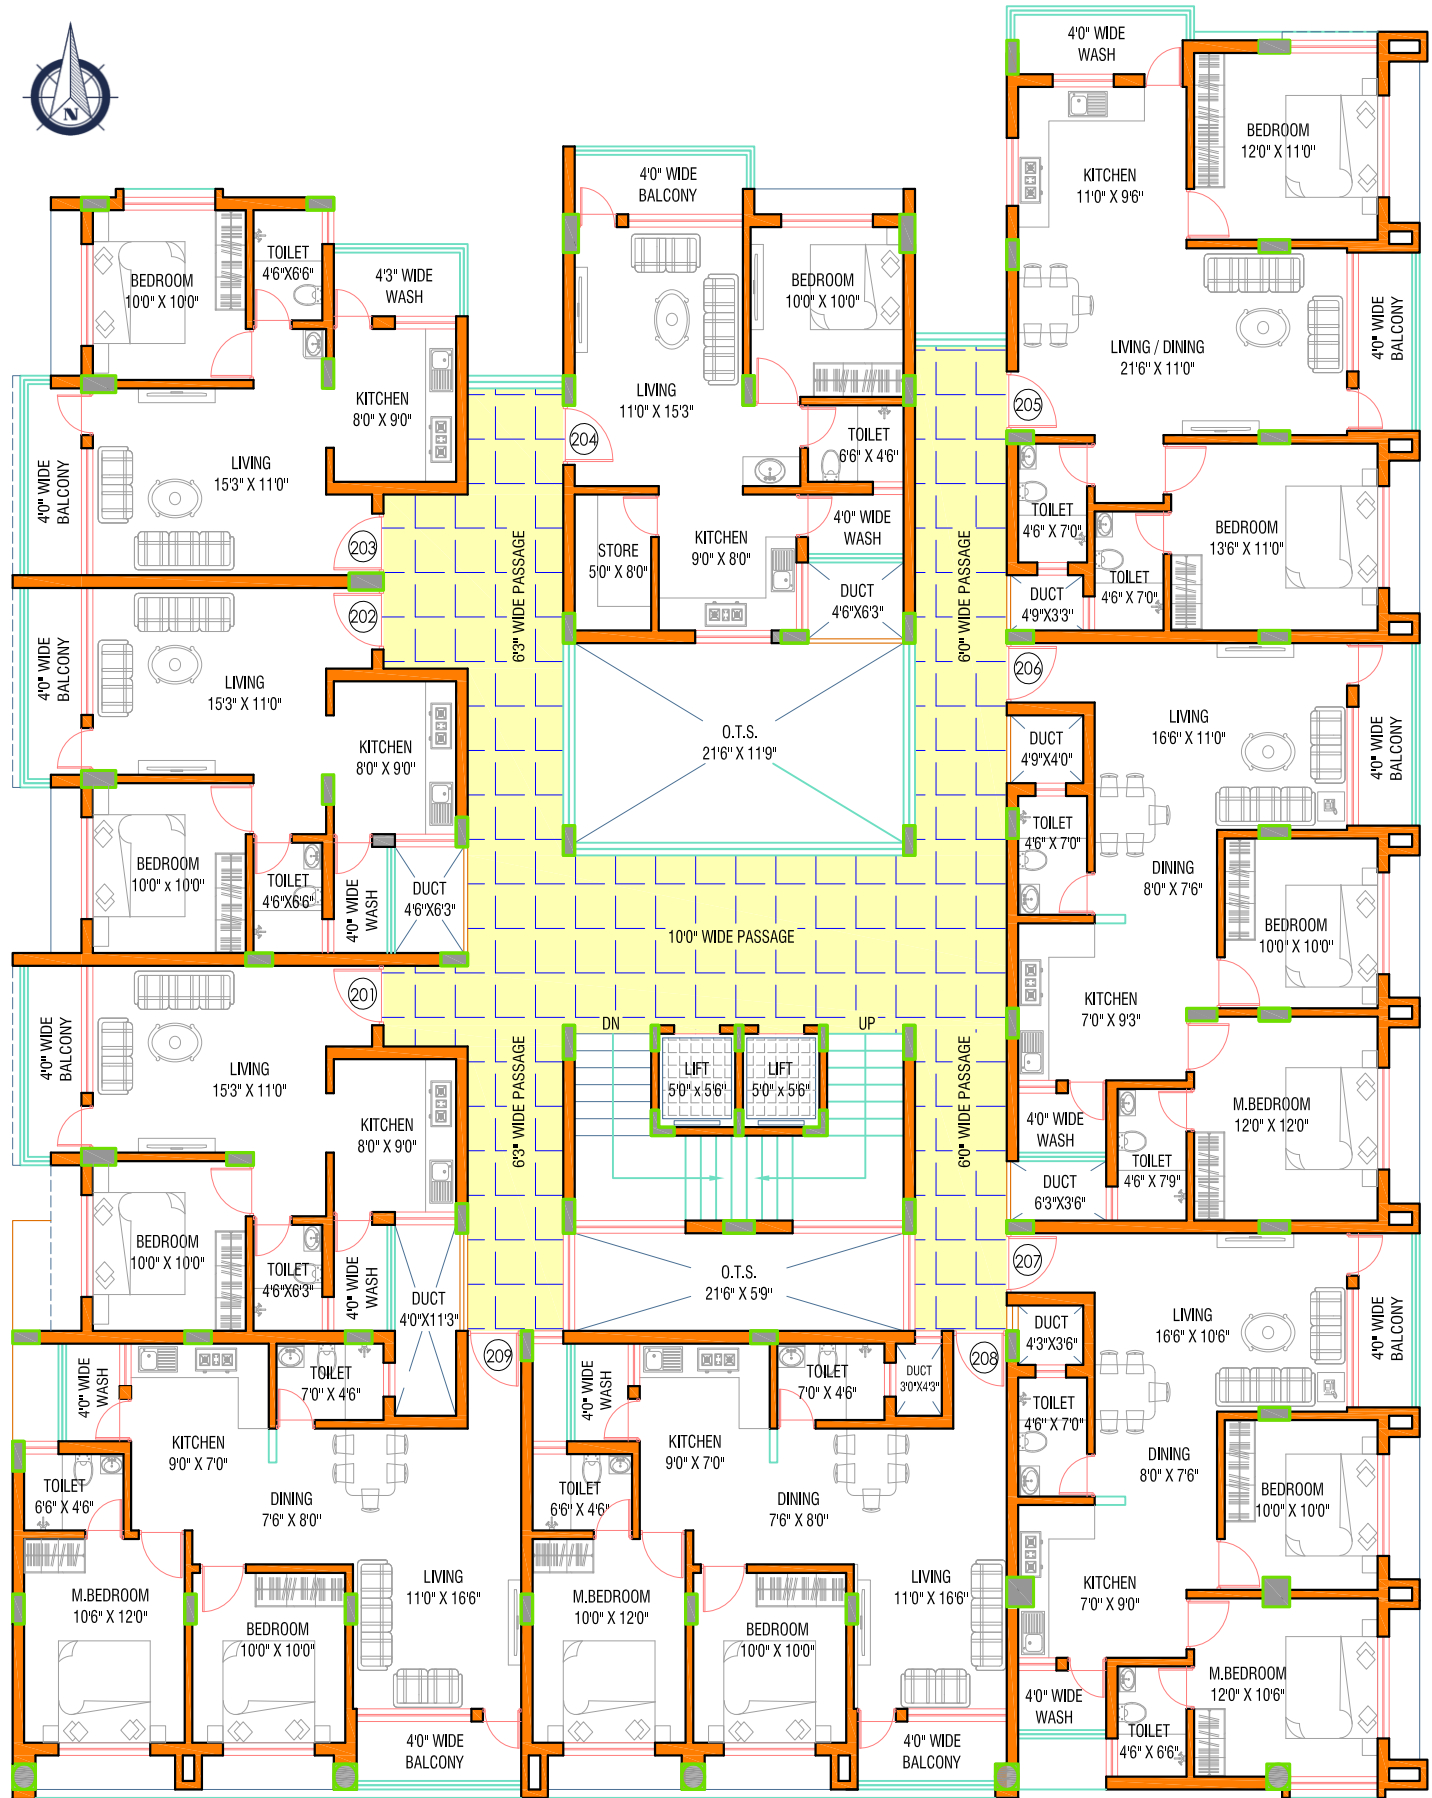 N
4'0" WIDE
WASH
BEDROOM
12'0" X 11'0"
KITCHEN
11'0" X 9'6"
LIVING / DINING
21'6" X 11'0"
4'0" WIDE
BALCONY
205
TOILET
4'6" X 7'0"
TOILET
4'6" X 7'0"
BEDROOM
13'6" X 11'0"
DUCT
4'9"X3'3"
4'0" WIDE
BALCONY
LIVING
11'0" X 15'3"
BEDROOM
10'0" X 10'0"
204
TOILET
6'6" X 4'6"
STORE
5'0" X 8'0"
KITCHEN
9'0" X 8'0"
4'0" WIDE
WASH
DUCT
4'6"X6'3"
BEDROOM
10'0" X 10'0"
TOILET
4'6"X6'6"
4'3" WIDE
WASH
KITCHEN
8'0" X 9'0"
LIVING
15'3" X 11'0"
4'0" WIDE
BALCONY
203
6'3" WIDE PASSAGE
6'0" WIDE PASSAGE
202
4'0" WIDE
BALCONY
LIVING
15'3" X 11'0"
KITCHEN
8'0" X 9'0"
BEDROOM
10'0" x 10'0"
TOILET
4'6"X6'6"
4'0" WIDE
WASH
DUCT
4'6"X6'3"
O.T.S.
21'6" X 11'9"
10'0" WIDE PASSAGE
206
LIVING
16'6" X 11'0"
4'0" WIDE
BALCONY
DUCT
4'9"X4'0"
TOILET
4'6" X 7'0"
DINING
8'0" X 7'6"
BEDROOM
10'0" X 10'0"
KITCHEN
7'0" X 9'3"
M.BEDROOM
12'0" X 12'0"
4'0" WIDE
WASH
TOILET
4'6" X 7'9"
DUCT
6'3"X3'6"
201
4'0" WIDE
BALCONY
LIVING
15'3" X 11'0"
KITCHEN
8'0" X 9'0"
BEDROOM
10'0" X 10'0"
TOILET
4'6"X6'3"
4'0" WIDE
WASH
DUCT
4'0"X11'3"
6'3" WIDE PASSAGE
DN
UP
LIFT
5'0" x 5'6"
LIFT
5'0" x 5'6"
6'0" WIDE PASSAGE
O.T.S.
21'6" X 5'9"
207
LIVING
16'6" X 10'6"
4'0" WIDE
BALCONY
DUCT
4'3"X3'6"
TOILET
4'6" X 7'0"
DINING
8'0" X 7'6"
BEDROOM
10'0" X 10'0"
KITCHEN
7'0" X 9'0"
M.BEDROOM
12'0" X 10'6"
4'0" WIDE
WASH
TOILET
4'6" X 6'6"
209
4'0" WIDE
WASH
TOILET
7'0" X 4'6"
KITCHEN
9'0" X 7'0"
TOILET
6'6" X 4'6"
DINING
7'6" X 8'0"
M.BEDROOM
10'6" X 12'0"
BEDROOM
10'0" X 10'0"
LIVING
11'0" X 16'6"
4'0" WIDE
BALCONY
208
4'0" WIDE
WASH
TOILET
7'0" X 4'6"
DUCT
3'0"X4'3"
KITCHEN
9'0" X 7'0"
TOILET
6'6" X 4'6"
DINING
7'6" X 8'0"
M.BEDROOM
10'0" X 12'0"
BEDROOM
10'0" X 10'0"
LIVING
11'0" X 16'6"
4'0" WIDE
BALCONY